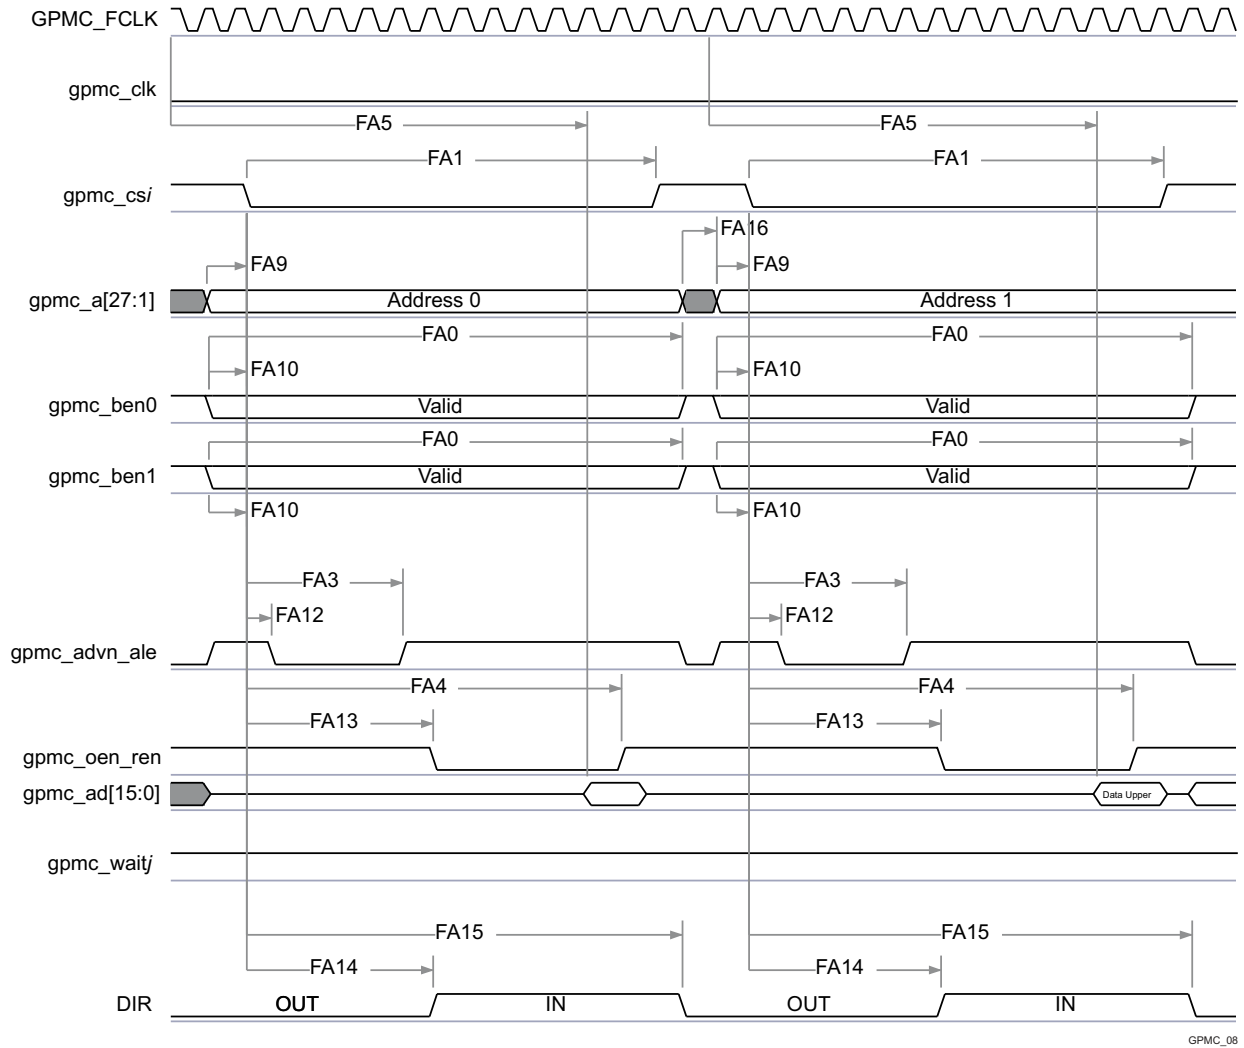 GPMC_FCLK
gpmc_clk
FA5 FA5
FA1 FA1
gpmc_csi
FA16
FA9 FA9
gpmc_a[27:1] Address 0 Address 1
FA0 FA0
FA10 FA10
gpmc_ben0 Valid Valid
FA0 FA0
gpmc_ben1 Valid Valid
FA10 FA10
FA3 FA3
FA12 FA12
gpmc_advn_ale
FA4 FA4
FA13 FA13
gpmc_oen_ren
gpmc_ad[15:0] Data Upper
gpmc_waitj
FA15 FA15
FA14 FA14
DIR OUT IN OUT IN
GPMC_08